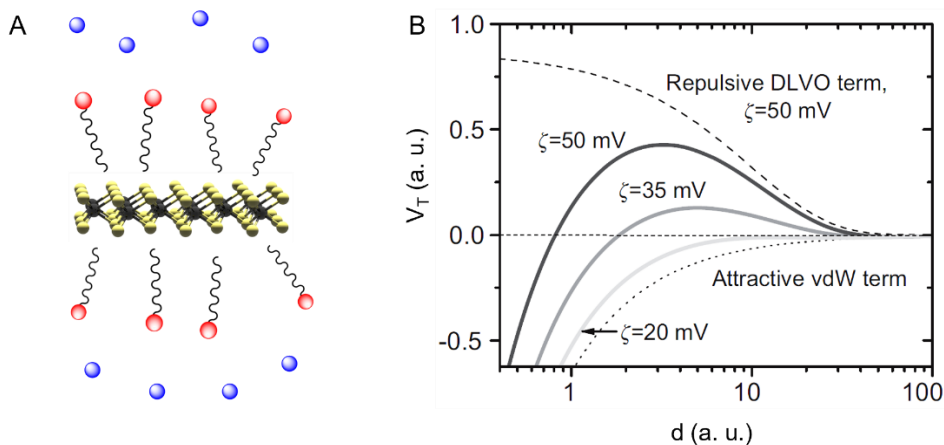 A
B
V_T (a. u.)
1.0
0.5
0.0
-0.5
Repulsive DLVO term,
ζ=50 mV
ζ=50 mV
ζ=35 mV
Attractive vdW term
ζ=20 mV
1
10
100
d (a. u.)